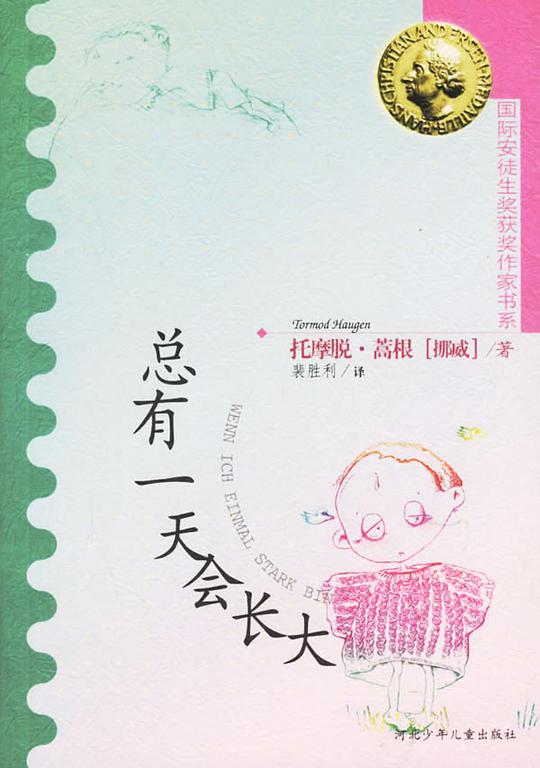 HANS CHRISTIAN ANDERSEN MEDAILLE
国际安徒生奖获奖作家书系
Tormod Haugen
托摩脱·蒿根［挪威］/著
裴胜利/译
总有一天会长大
WENN ICH EINMAL STARK BIN
河北少年儿童出版社